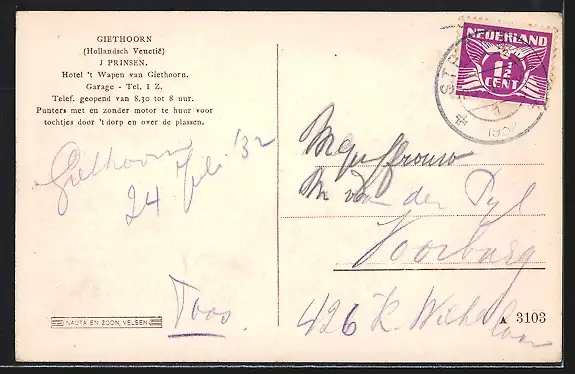 GIETHOORN
(Hollandsch Venetië)
J PRINSEN.
Hotel 't Wapen van Giethoorn.
Garage - Tel. 1 Z.
Telef. geopend van 8.30 tot 8 uur.
Punters met en zonder motor te huur voor
tochtjes door 't dorp en over de plassen.
Giethoorn
24 Juli '32
Toos.
NAUTA EN ZOON, VELSEN
NEDERLAND
1½
CENT
Mejuffrouw
M van der Pyl
Voorburg
426 K. Wilhel
A 3103